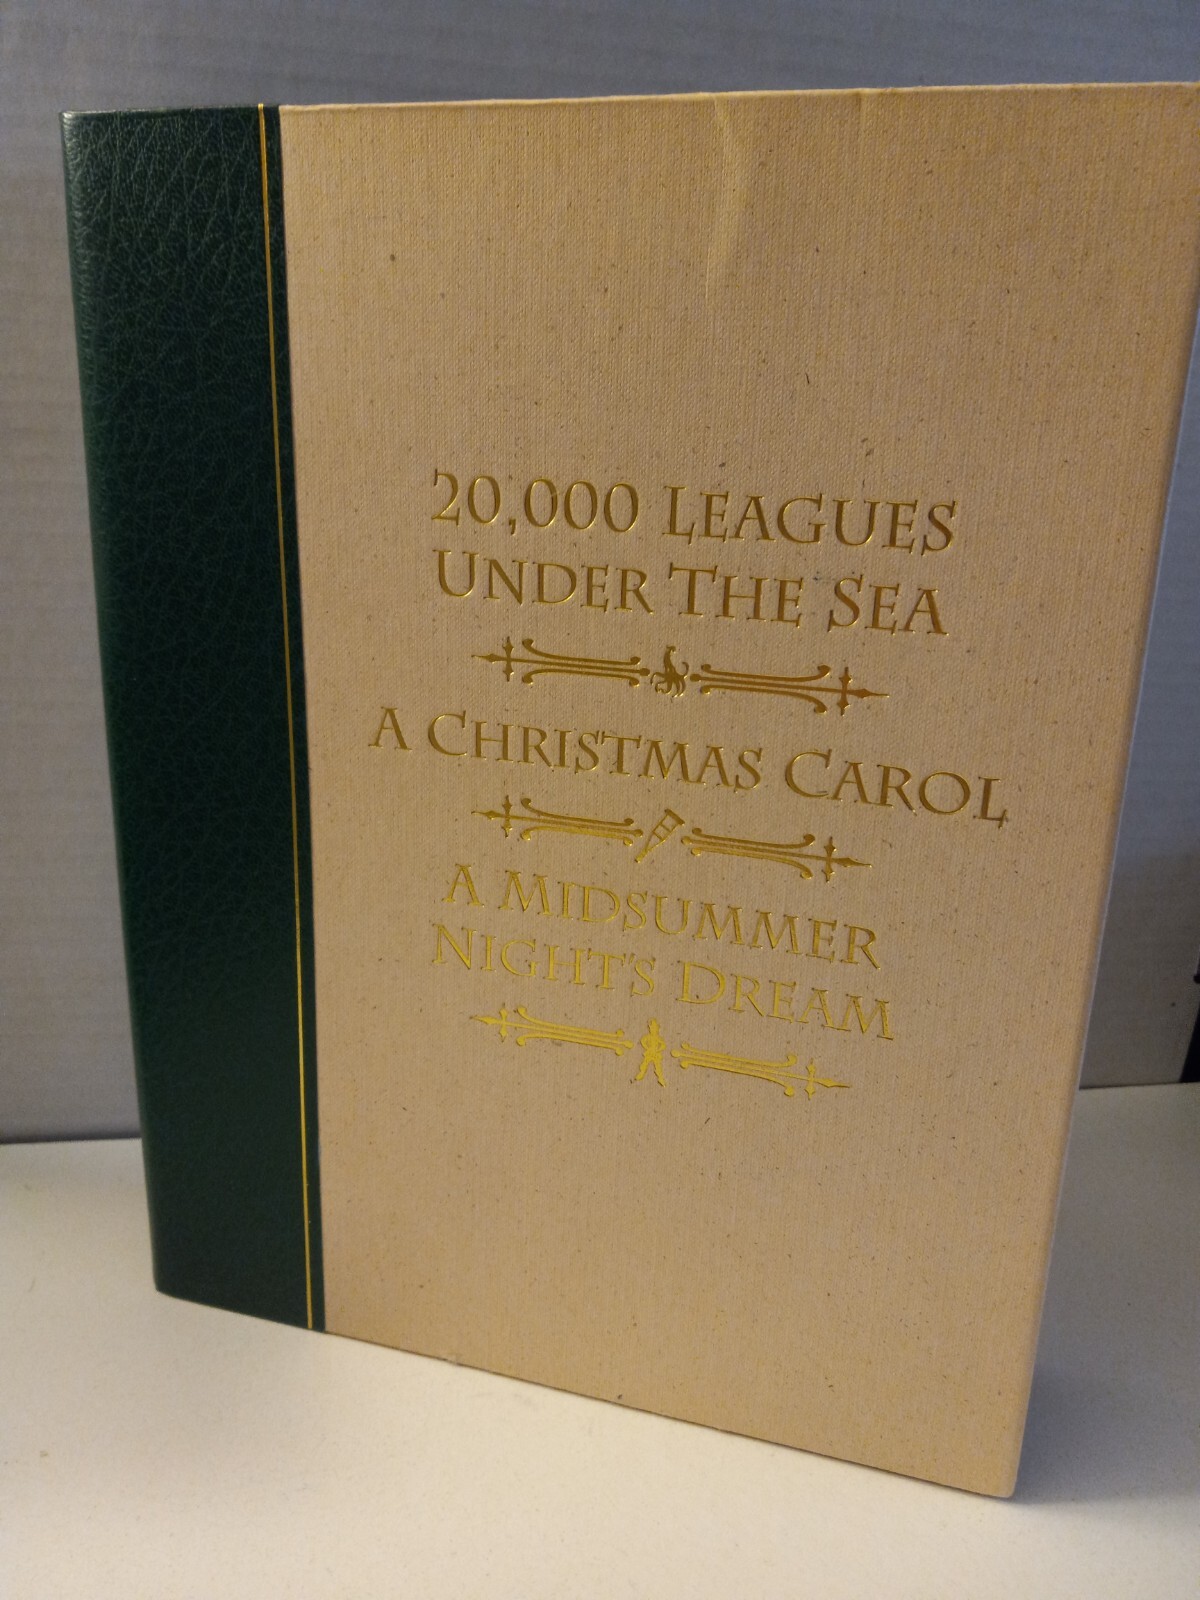 20,000 LEAGUES
UNDER THE SEA
A CHRISTMAS CAROL
A MIDSUMMER
NIGHT'S DREAM